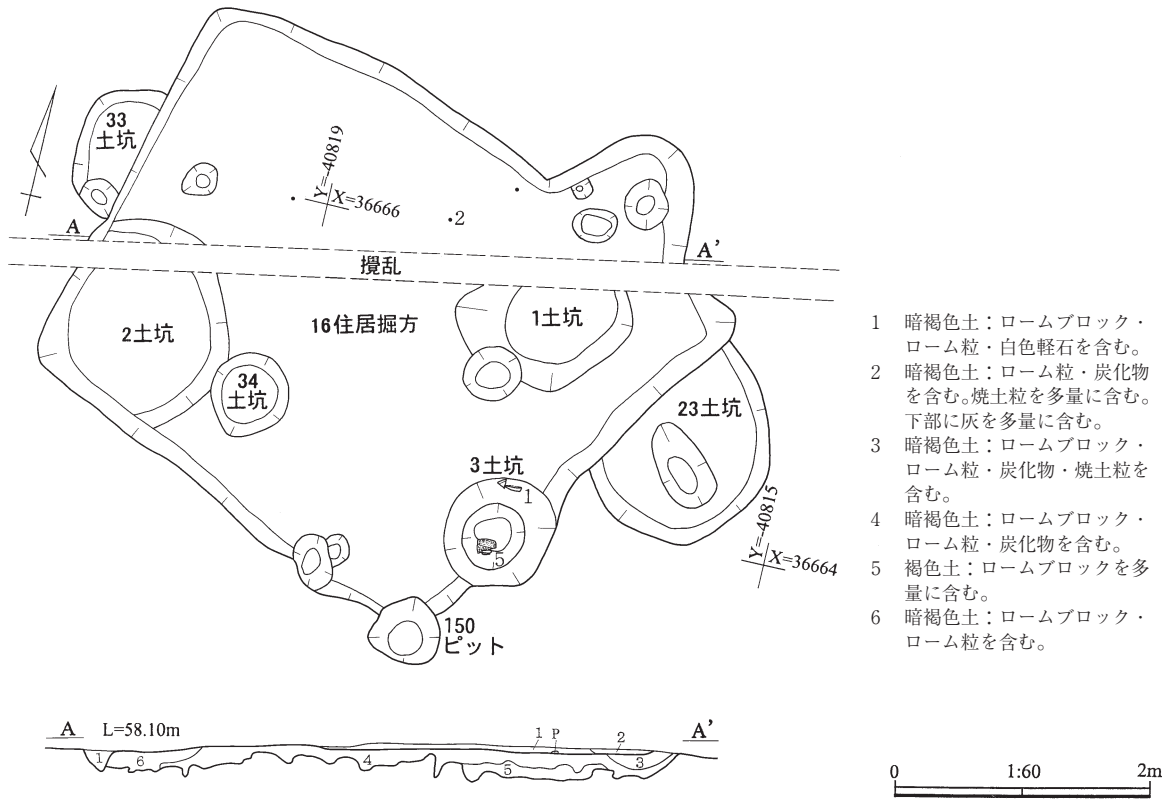 33
土坑
Y=-40819
X=36666
2
A
A’
攪乱
2土坑
16住居掘方
1土坑
34
土坑
23土坑
3土坑
1
5
Y=-40815
X=36664
150
ピット
1 暗褐色土：ロームブロック・
ローム粒・白色軽石を含む。
2 暗褐色土：ローム粒・炭化物
を含む。焼土粒を多量に含む。
下部に灰を多量に含む。
3 暗褐色土：ロームブロック・
ローム粒・炭化物・焼土粒を
含む。
4 暗褐色土：ロームブロック・
ローム粒・炭化物を含む。
5 褐色土：ロームブロックを多
量に含む。
6 暗褐色土：ロームブロック・
ローム粒を含む。
A L=58.10m A’
1 P 2
1 6 4 5 3
0 1:60 2m